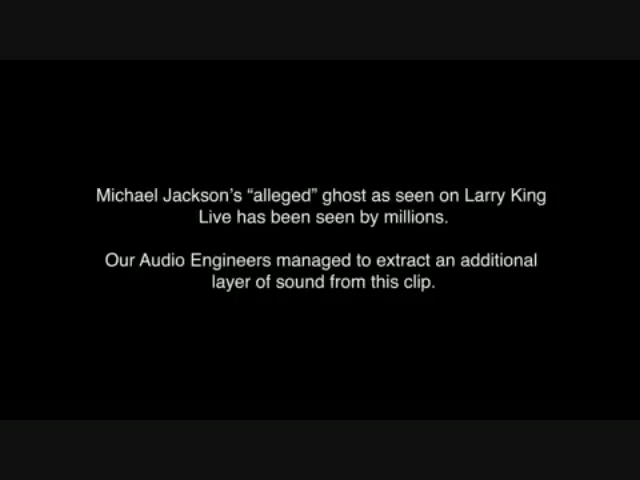 Michael Jackson's “alleged” ghost as seen on Larry King
Live has been seen by millions.
Our Audio Engineers managed to extract an additional
layer of sound from this clip.